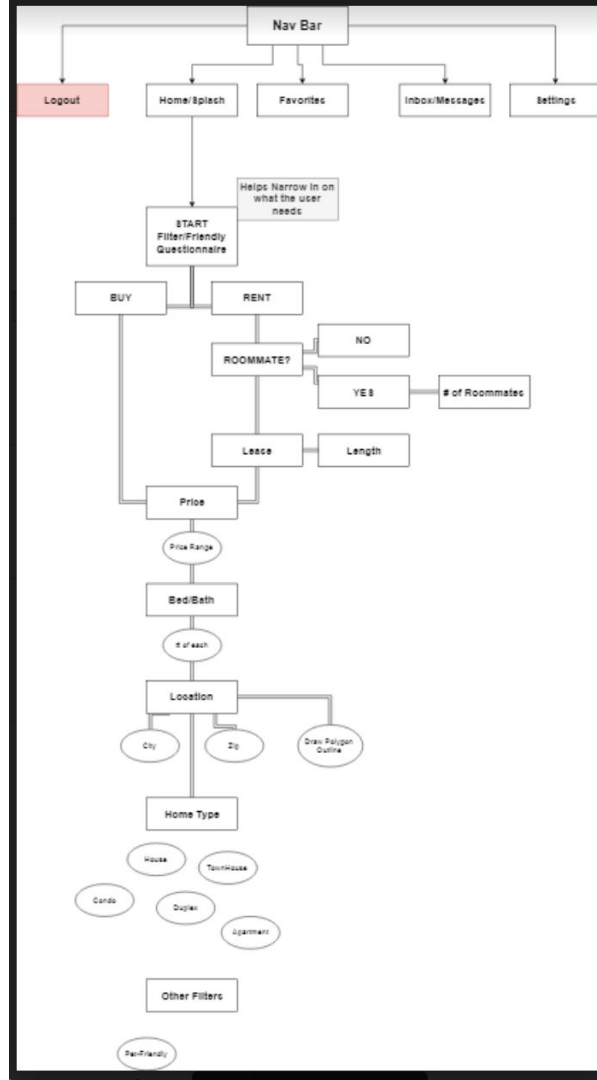 Nav Bar
Logout
Home/Splash
Favorites
Inbox/Messages
Settings
Helps Narrow in on
what the user
needs
START
Filter/Friendly
Questionnaire
BUY
RENT
NO
ROOMMATE?
YES
# of Roommates
Lease
Length
Price
Price Range
Bed/Bath
# of each
Location
City
Zip
Draw Polygon
Outline
Home Type
House
TownHouse
Condo
Duplex
Apartment
Other Filters
Per-Friendly